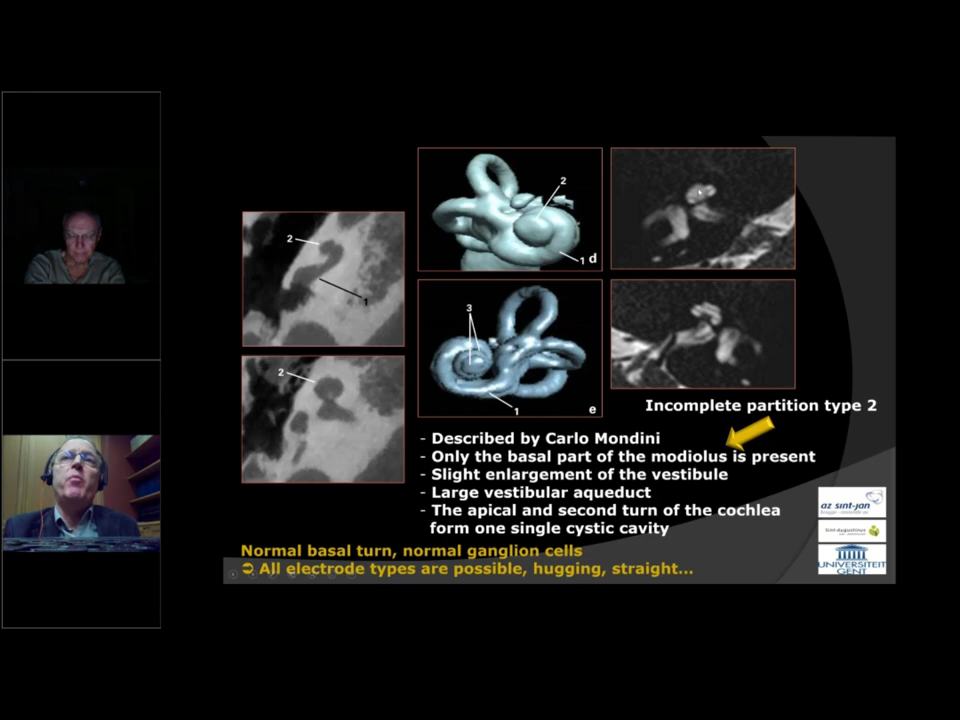 2
1
2
2
1 d
3
1
e
Incomplete partition type 2
- Described by Carlo Mondini
- Only the basal part of the modiolus is present
- Slight enlargement of the vestibule
- Large vestibular aqueduct
- The apical and second turn of the cochlea
form one single cystic cavity
Normal basal turn, normal ganglion cells
➲ All electrode types are possible, hugging, straight...
az sint-jan
sint-augustinus
UNIVERSITEIT
GENT